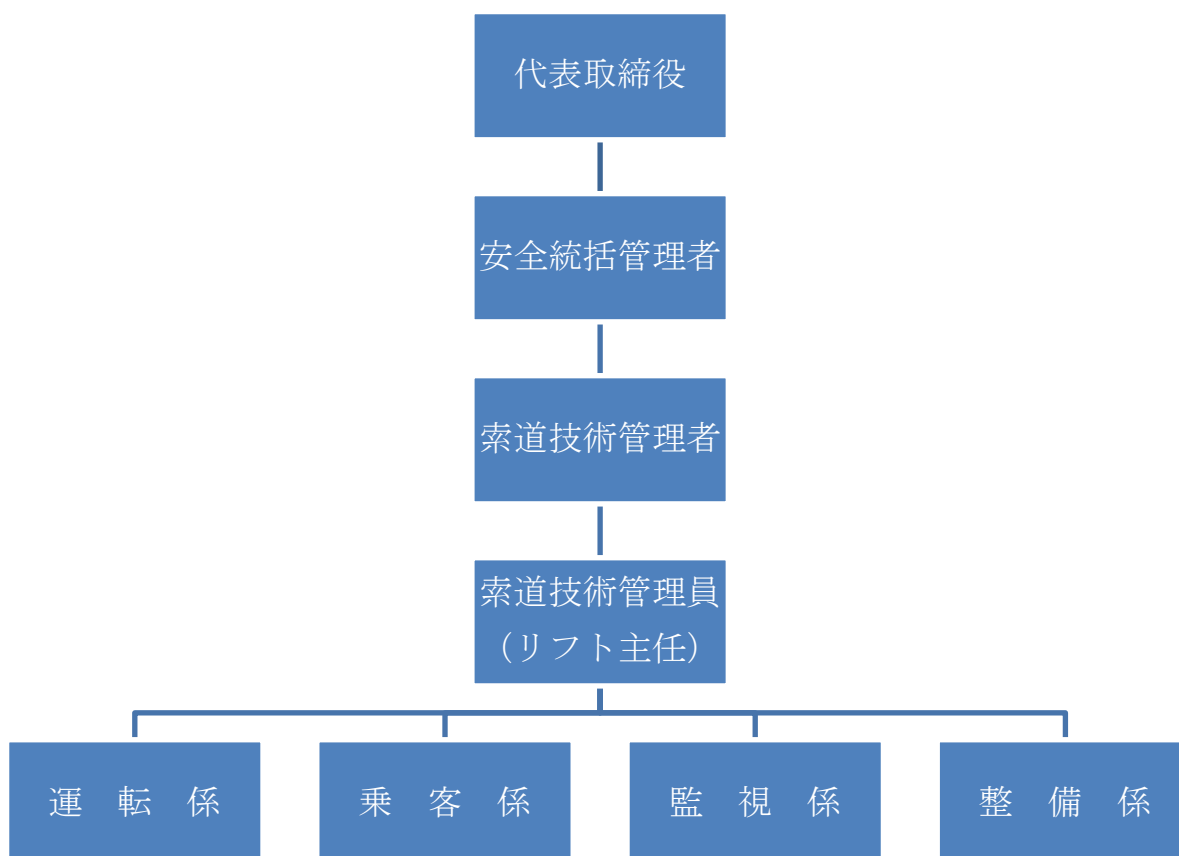 代表取締役
安全統括管理者
索道技術管理者
索道技術管理員
（リフト主任）
運　転　係
乗　客　係
監　視　係
整　備　係